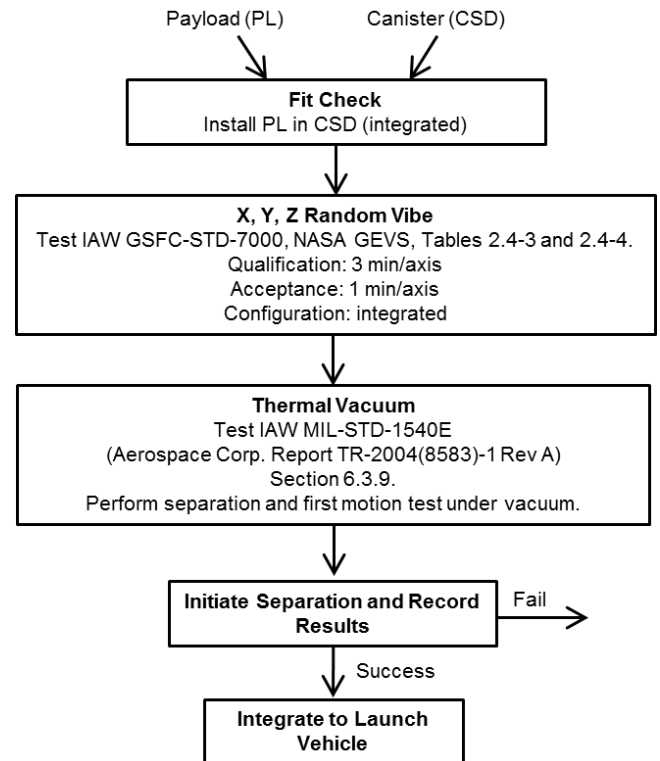 Payload (PL)
Canister (CSD)
Fit Check
Install PL in CSD (integrated)
X, Y, Z Random Vibe
Test IAW GSFC-STD-7000, NASA GEVS, Tables 2.4-3 and 2.4-4.
Qualification: 3 min/axis
Acceptance: 1 min/axis
Configuration: integrated
Thermal Vacuum
Test IAW MIL-STD-1540E
(Aerospace Corp. Report TR-2004(8583)-1 Rev A)
Section 6.3.9.
Perform separation and first motion test under vacuum.
Initiate Separation and Record
Results
Fail
Success
Integrate to Launch
Vehicle